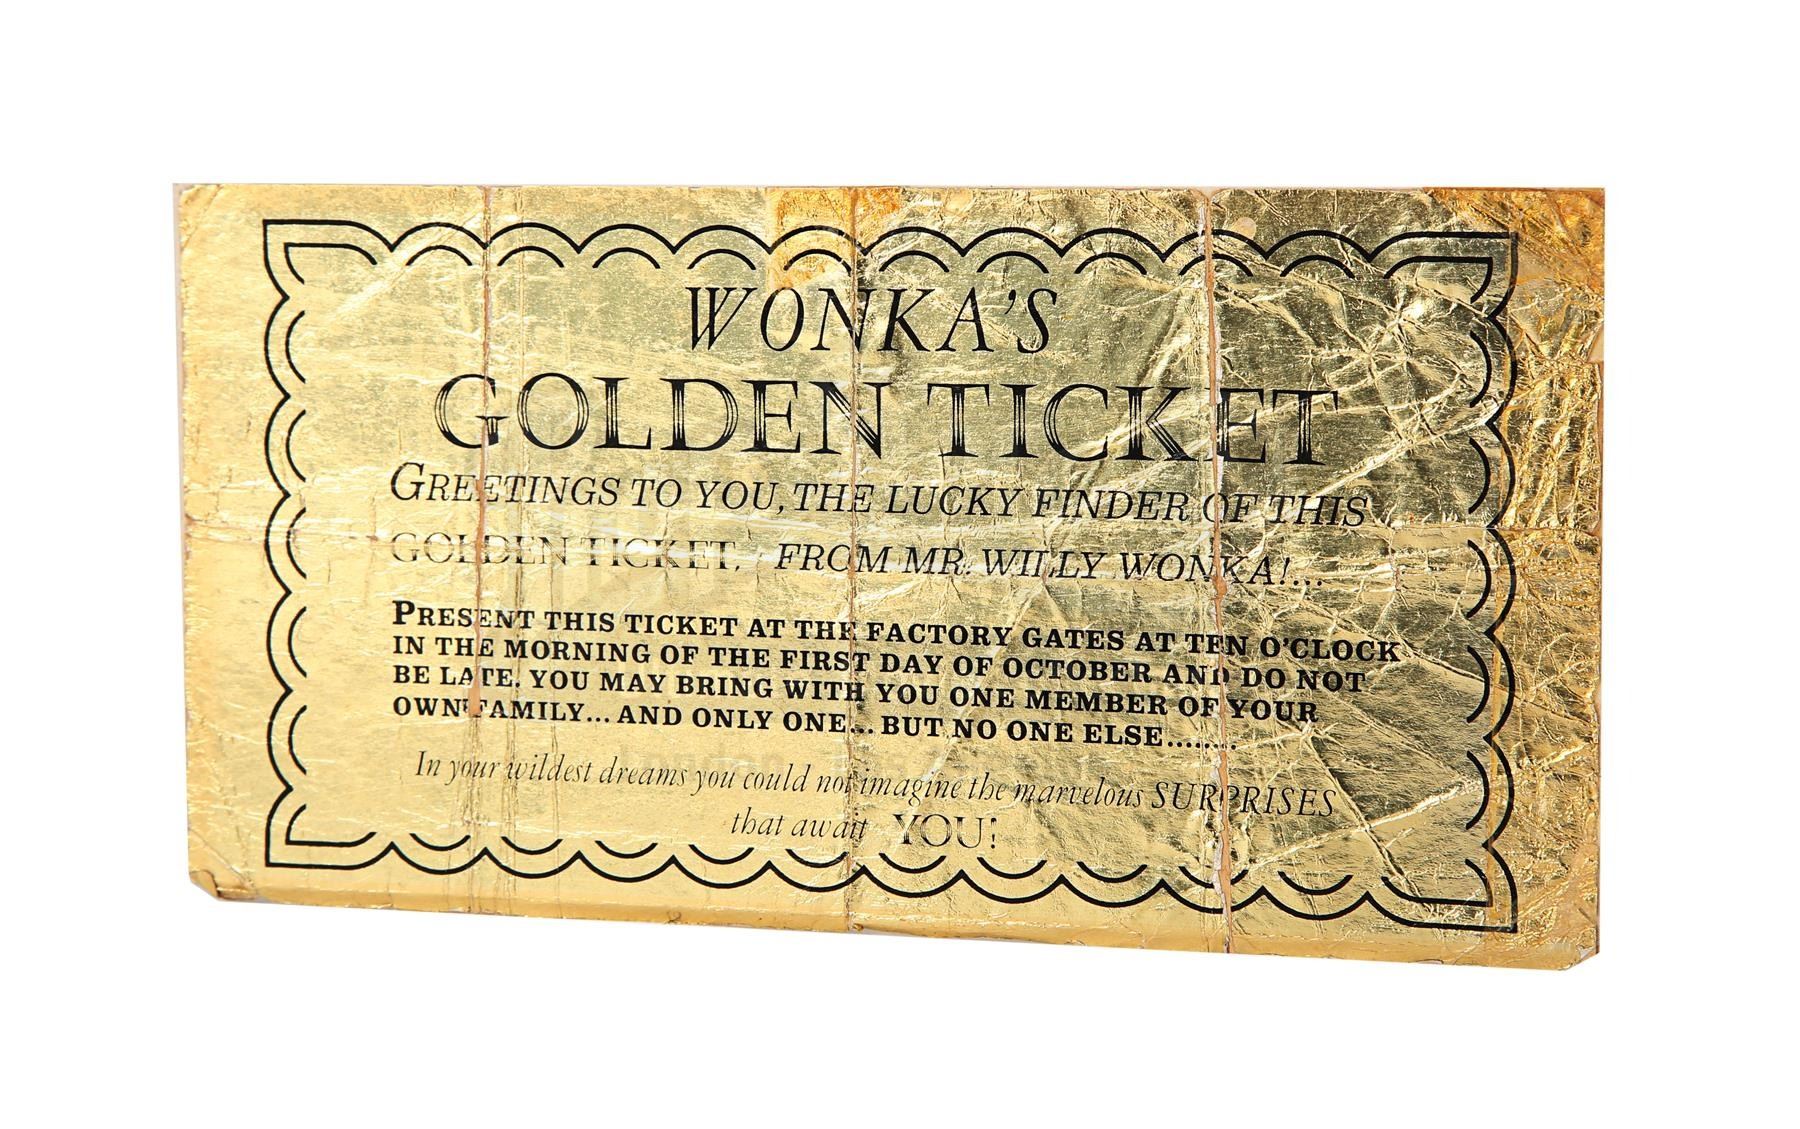 WONKA'S
GOLDEN TICKET
GREETINGS TO YOU, THE LUCKY FINDER OF THIS
GOLDEN TICKET, FROM MR. WILLY WONKA!...
PRESENT THIS TICKET AT THE FACTORY GATES AT TEN O'CLOCK
IN THE MORNING OF THE FIRST DAY OF OCTOBER AND DO NOT
BE LATE. YOU MAY BRING WITH YOU ONE MEMBER OF YOUR
OWN FAMILY... AND ONLY ONE... BUT NO ONE ELSE........
In your wildest dreams you could not imagine the marvelous SURPRISES
that await YOU!